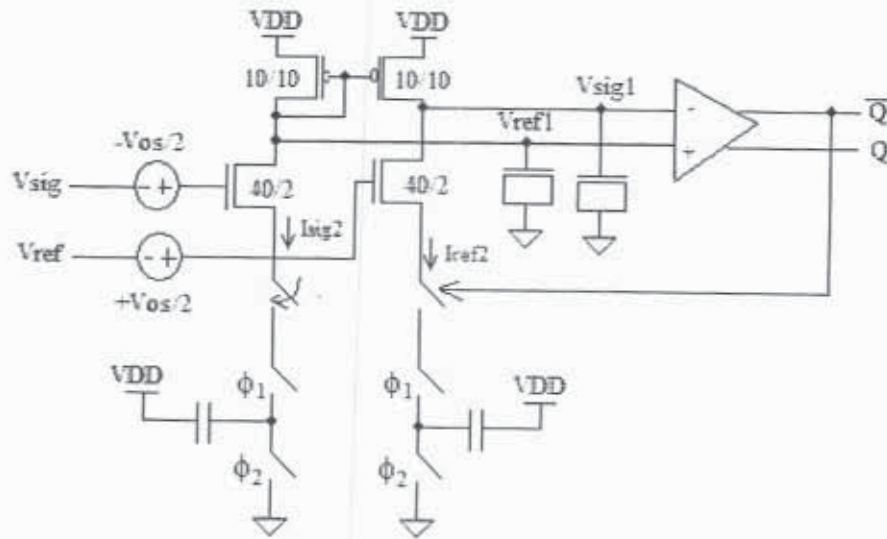 VDD
VDD
10/10
10/10
Vsig1
Vref1
-
+
Q
Q
-Vos/2
Vsig
- +
40/2
40/2
Isig2
Vref
- +
Iref2
+Vos/2
VDD
ϕ1
ϕ1
VDD
ϕ2
ϕ2